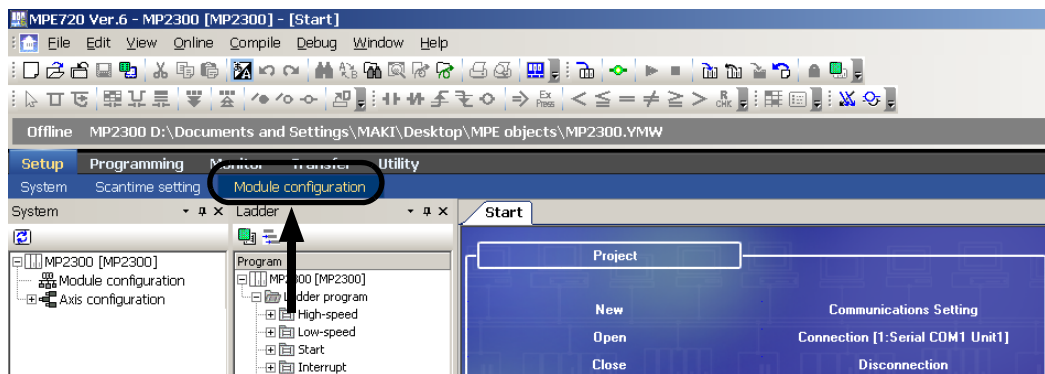 MPE720 Ver.6 - MP2300 [MP2300] - [Start]
File Edit View Online Compile Debug Window Help
Ex Press < ≦ = ≠ ≧ > CHK
Offline MP2300 D:\Documents and Settings\MAKI\Desktop\MPE objects\MP2300.YMW
Setup Programming Monitor Transfer Utility
System Scantime setting Module configuration
System Ladder Start
MP2300 [MP2300]
Module configuration
Axis configuration
Program
MP2300 [MP2300]
Ladder program
High-speed
Low-speed
Start
Interrupt
Project
New Communications Setting
Open Connection [1:Serial COM1 Unit1]
Close Disconnection